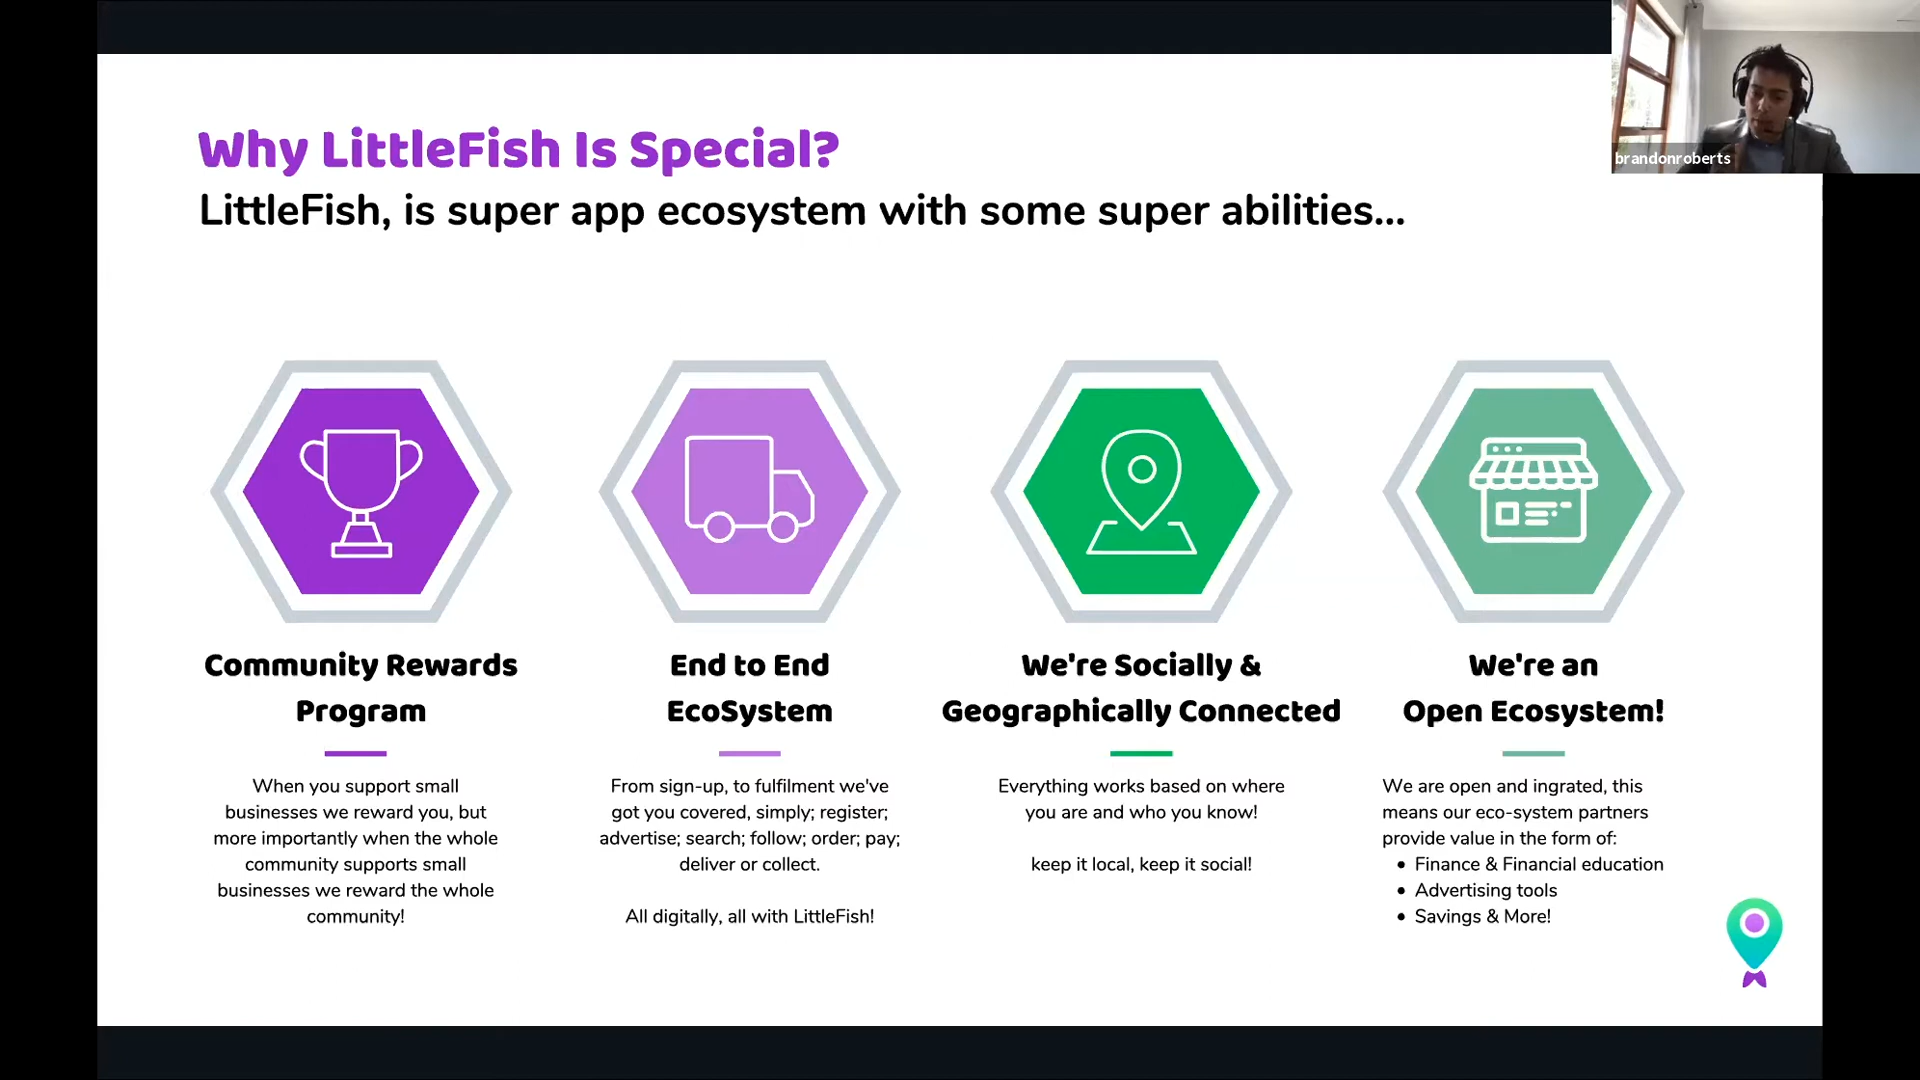 brandonroberts
Why LittleFish Is Special?
LittleFish, is super app ecosystem with some super abilities...
Community Rewards
Program
When you support small
businesses we reward you, but
more importantly when the whole
community supports small
businesses we reward the whole
community!
End to End
EcoSystem
From sign-up, to fulfilment we've
got you covered, simply; register;
advertise; search; follow; order; pay;
deliver or collect.
All digitally, all with LittleFish!
We're Socially &
Geographically Connected
Everything works based on where
you are and who you know!
keep it local, keep it social!
We're an
Open Ecosystem!
We are open and ingrated, this
means our eco-system partners
provide value in the form of:
• Finance & Financial education
• Advertising tools
• Savings & More!